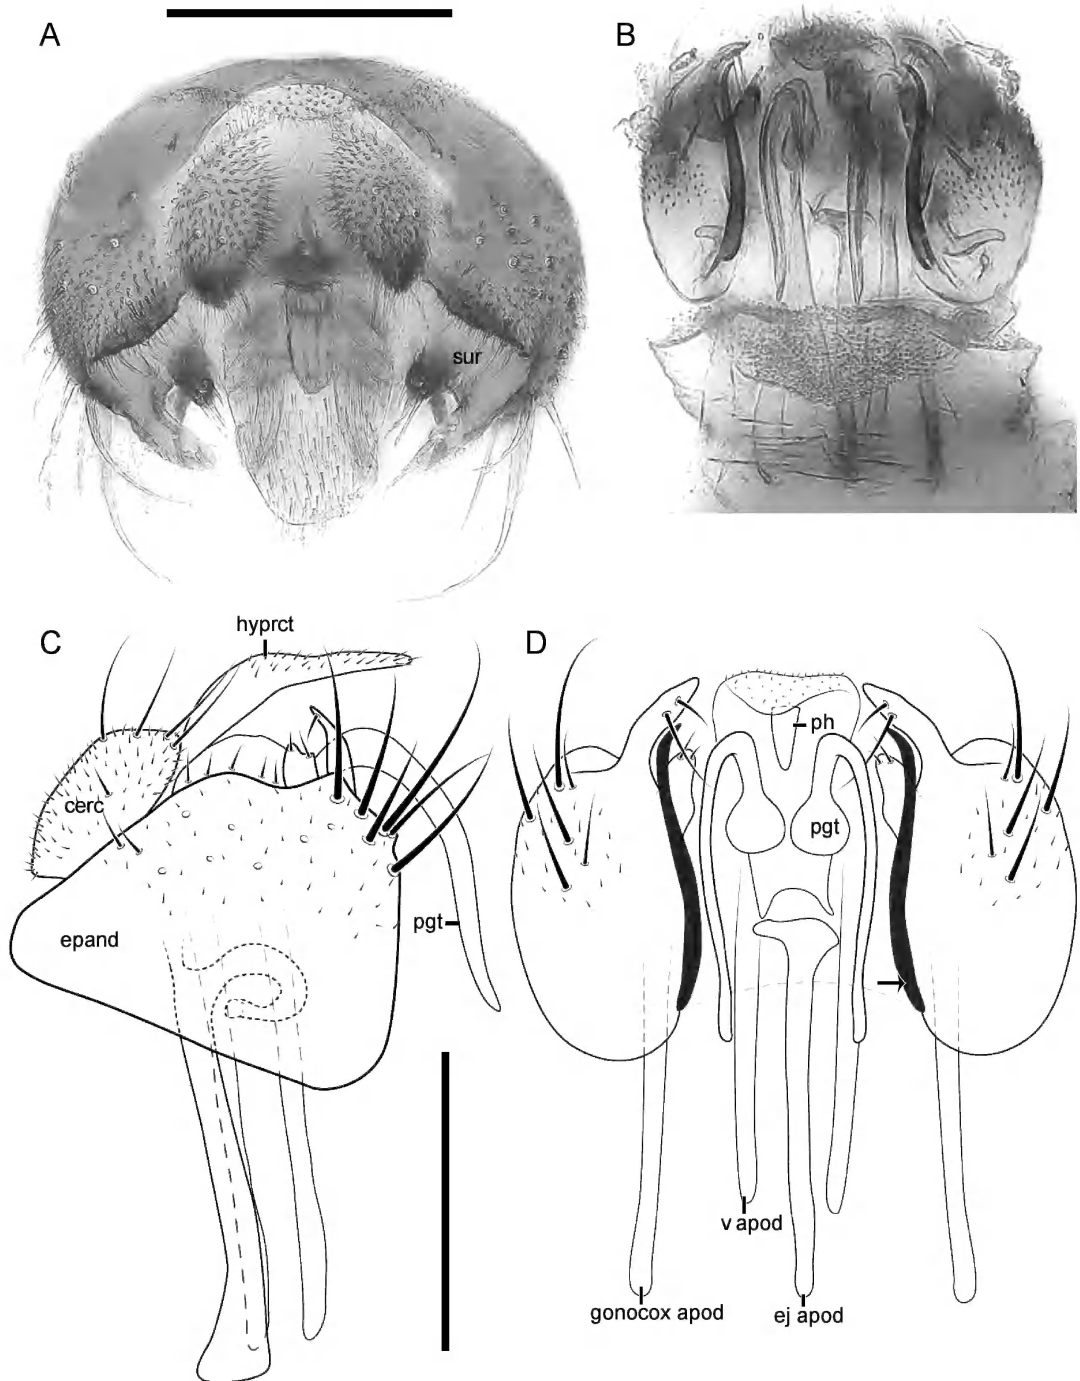 A
B
sur
C
hyprct
D
ph
cerc
pgt
epand
pgt
v apod
gonocox apod
ej apod